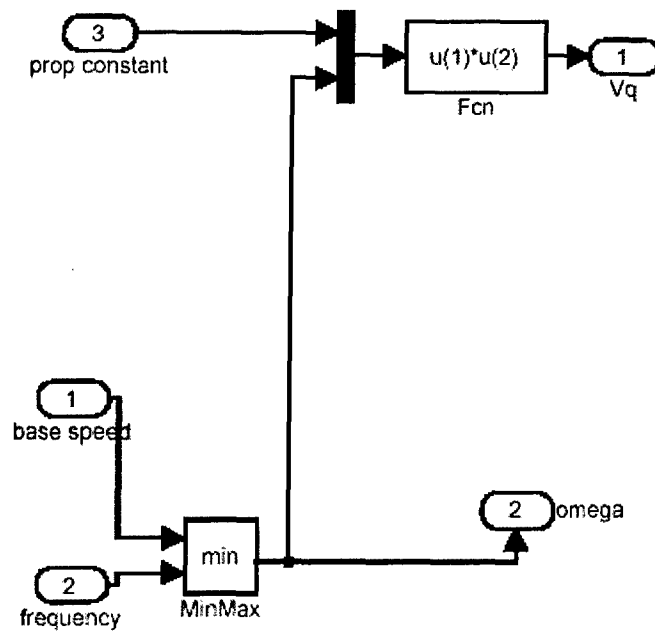 3
prop constant
u(1)*u(2)
Fcn
1
Vq
1
base speed
2
omega
min
MinMax
2
frequency